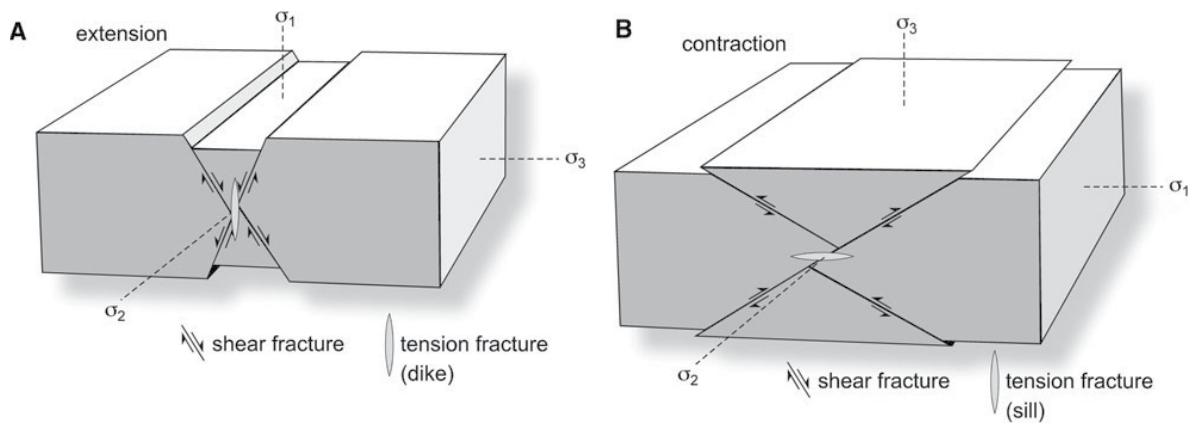 A
extension
σ1
σ3
σ2
shear fracture
tension fracture
(dike)
B
contraction
σ3
σ1
σ2
shear fracture
tension fracture
(sill)